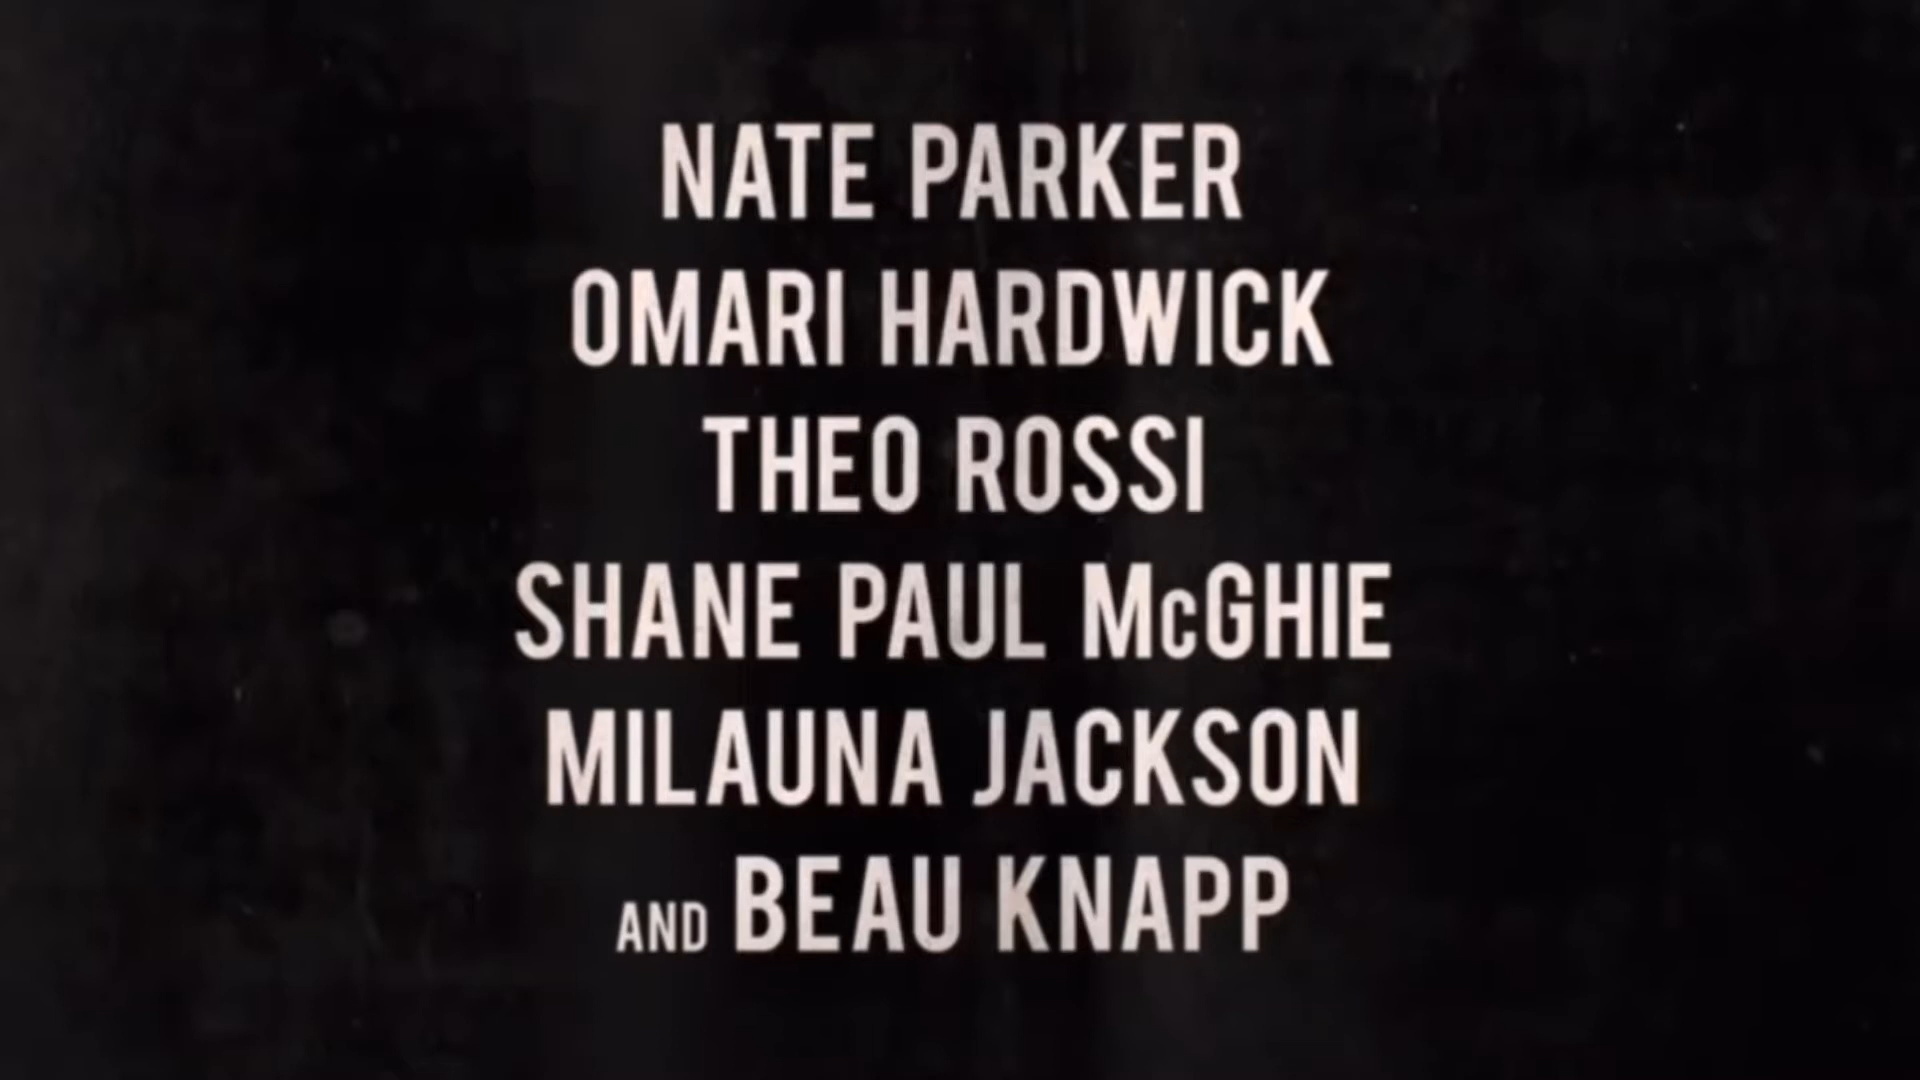 NATE PARKER
OMARI HARDWICK
THEO ROSSI
SHANE PAUL McGHIE
MILAUNA JACKSON
AND BEAU KNAPP